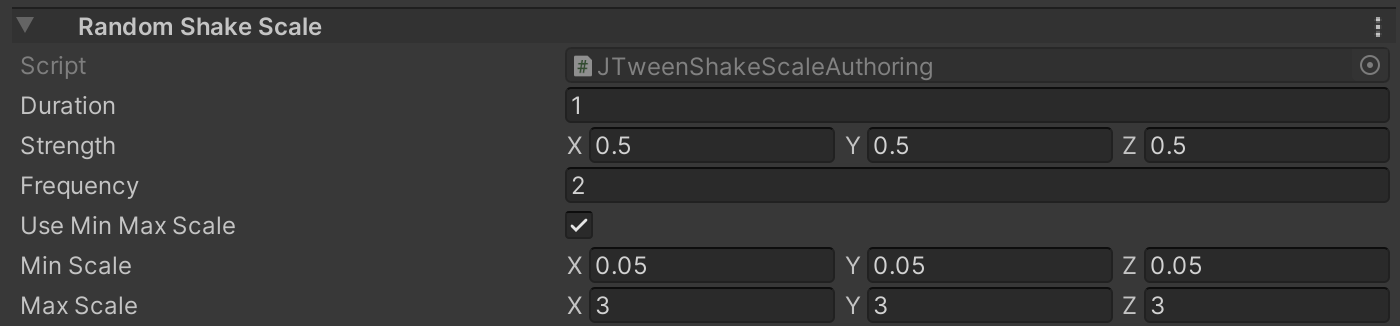 Random Shake Scale
Script # JTweenShakeScaleAuthoring
Duration 1
Strength X 0.5 Y 0.5 Z 0.5
Frequency 2
Use Min Max Scale
Min Scale X 0.05 Y 0.05 Z 0.05
Max Scale X 3 Y 3 Z 3